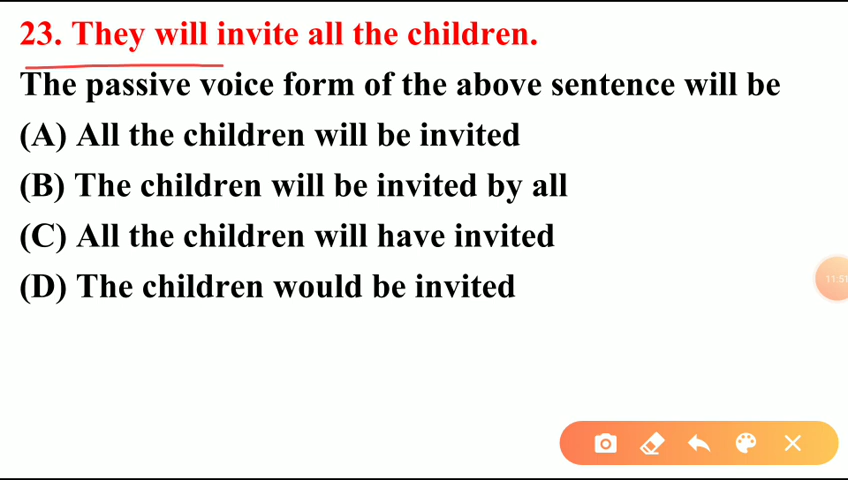 23. They will invite all the children.
The passive voice form of the above sentence will be
(A) All the children will be invited
(B) The children will be invited by all
(C) All the children will have invited
(D) The children would be invited
11:51